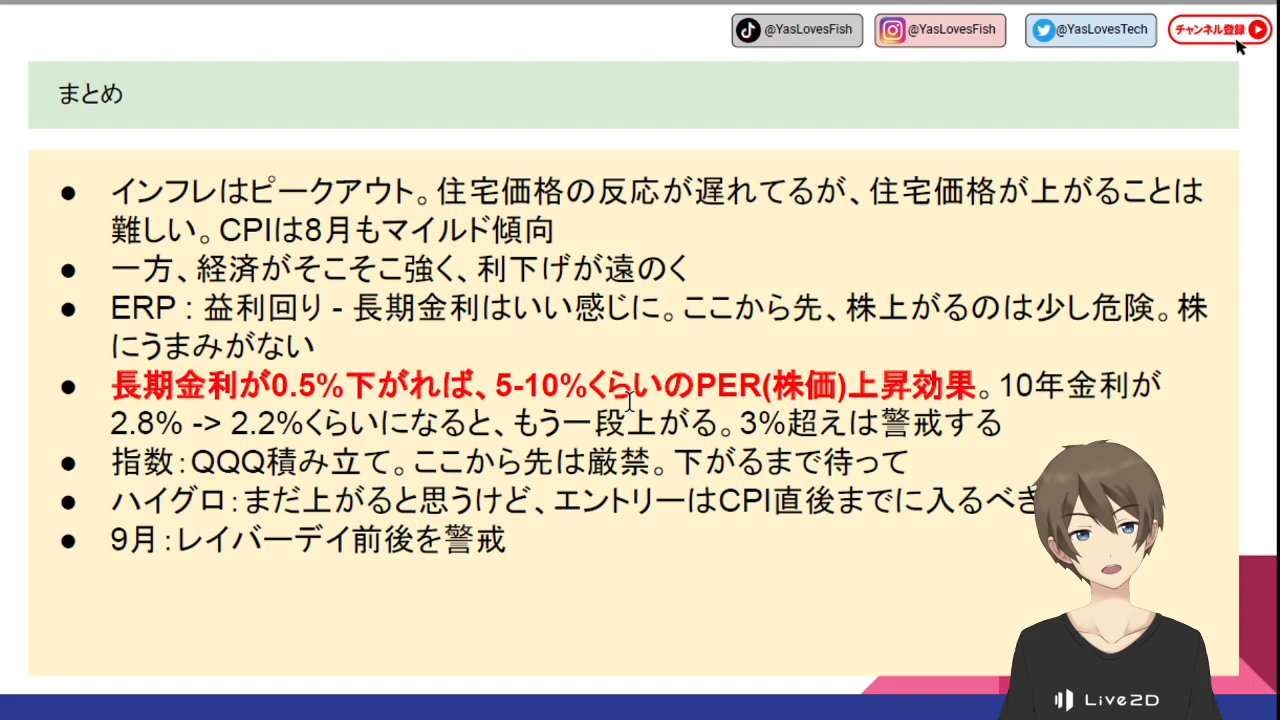 @YasLovesFish
@YasLovesFish
@YasLovesTech
チャンネル登録
まとめ
● インフレはピークアウト。住宅価格の反応が遅れてるが、住宅価格が上がることは
難しい。CPIは8月もマイルド傾向
● 一方、経済がそこそこ強く、利下げが遠のく
● ERP : 益利回り - 長期金利はいい感じに。ここから先、株上がるのは少し危険。株
にうまみがない
● 長期金利が0.5%下がれば、5-10%くらいのPER(株価)上昇効果。10年金利が
2.8% -> 2.2%くらいになると、もう一段上がる。3%超えは警戒する
● 指数：QQQ積み立て。ここから先は厳禁。下がるまで待って
● ハイグロ：まだ上がると思うけど、エントリーはCPI直後までに入るべき
● 9月：レイバーデイ前後を警戒
Live2D